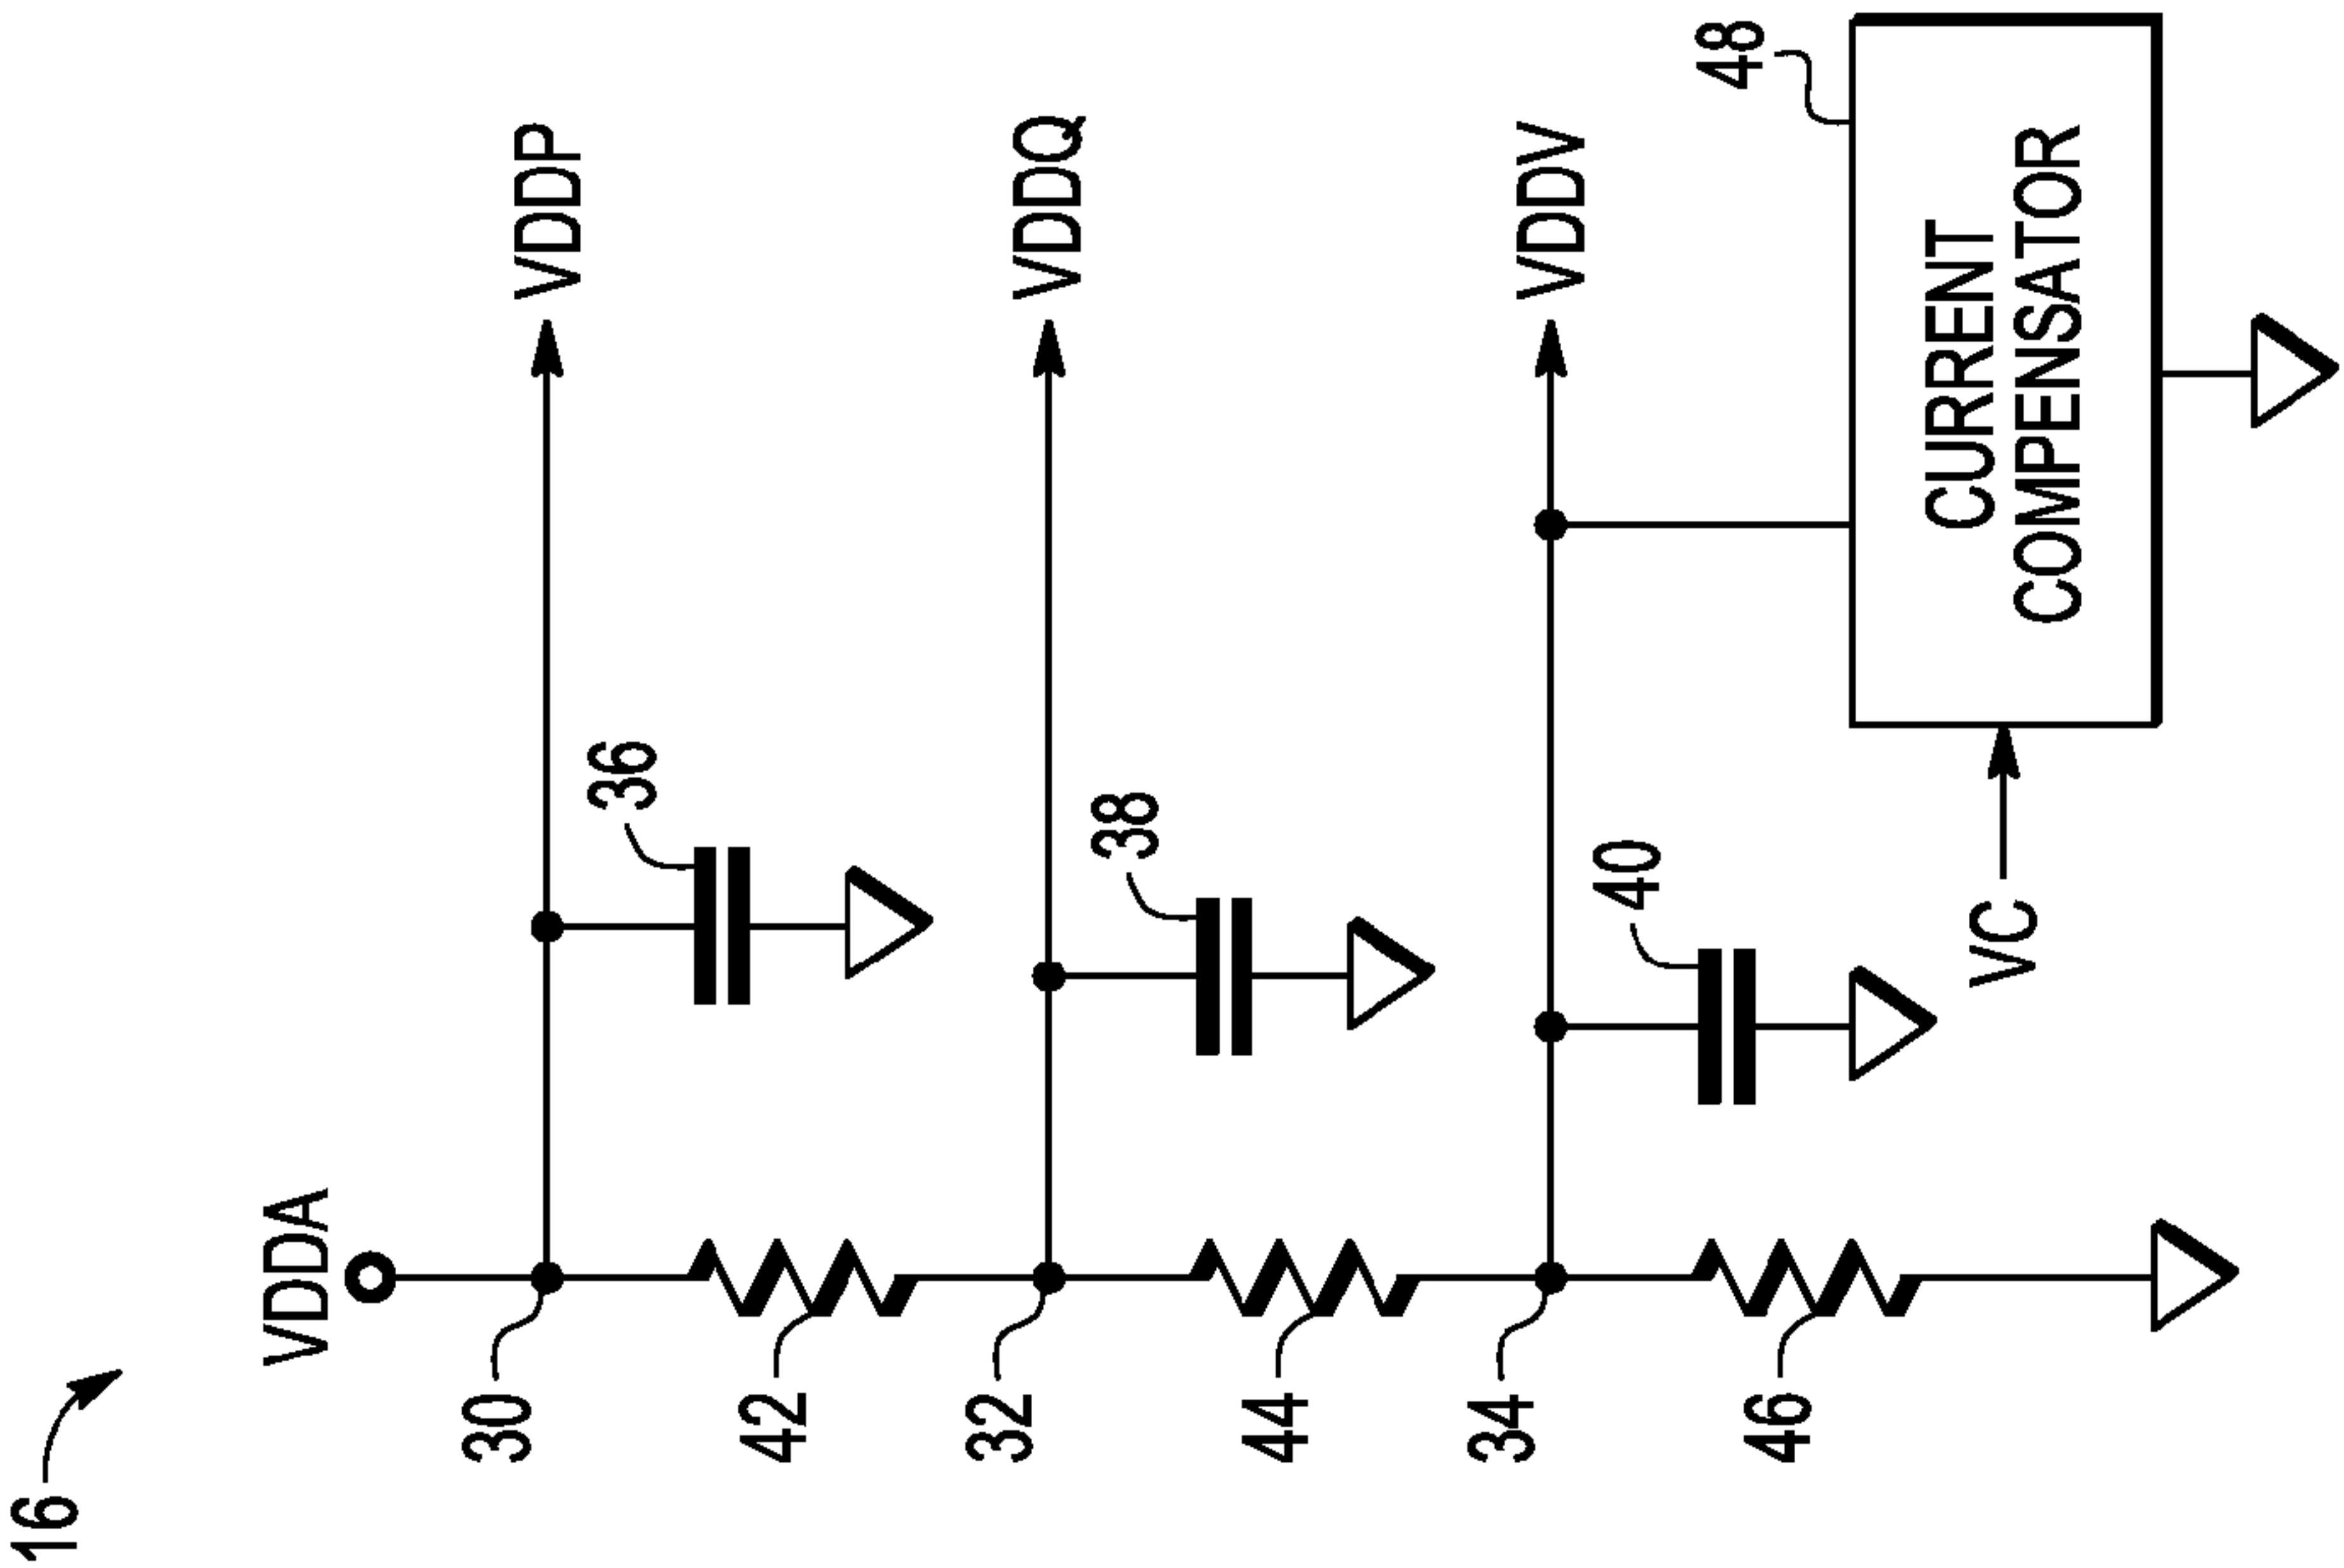 16
VDDA
30
VDDP
36
42
32
VDDQ
38
44
34
VDDV
40
46
48
CURRENT
COMPENSATOR
VC